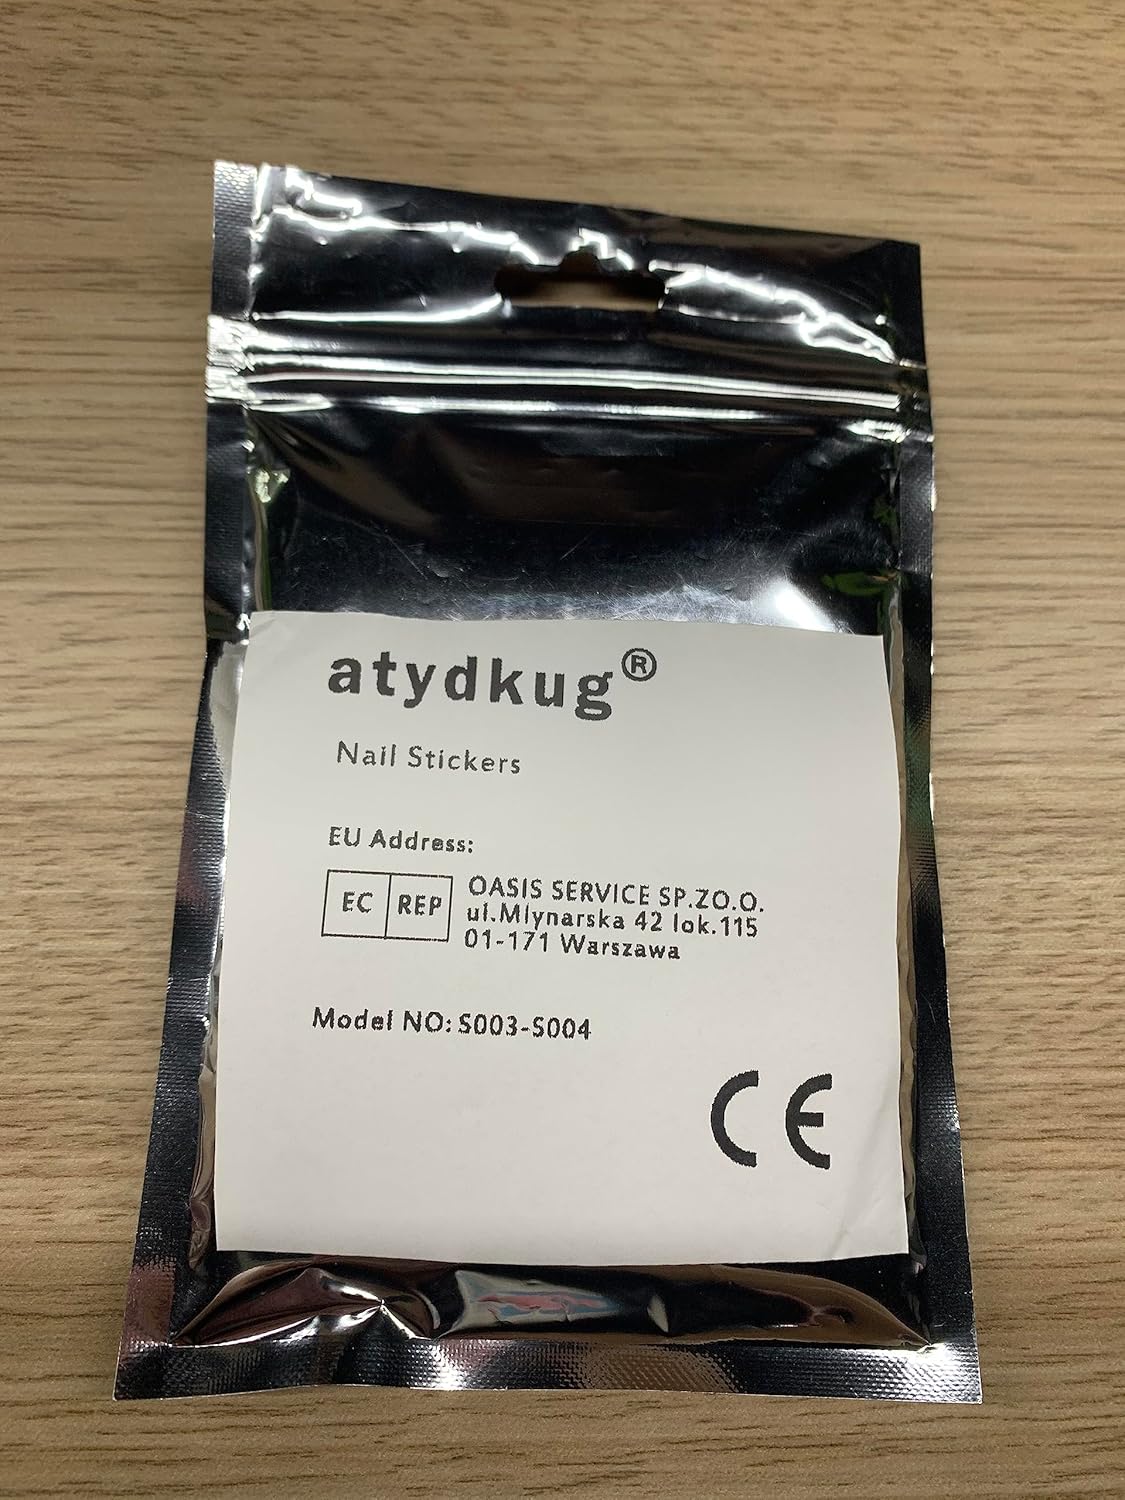 atydkug®
Nail Stickers
EU Address:
EC REP
OASIS SERVICE SP.ZO.O.
ul.Mlynarska 42 lok.115
01-171 Warszawa
Model NO: S003-S004
CE